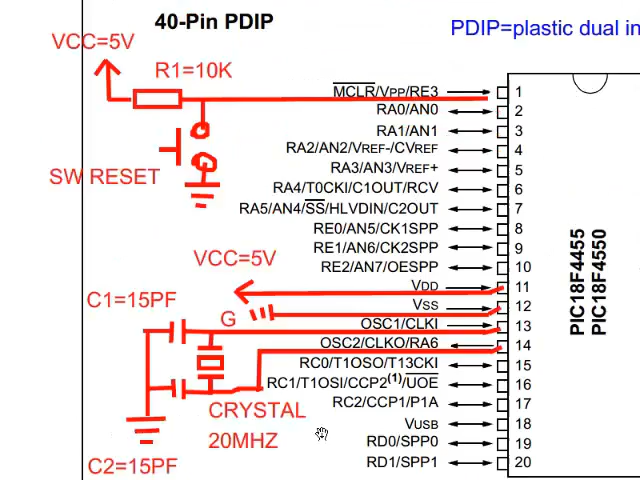 40-Pin PDIP
PDIP=plastic dual in
VCC=5V
R1=10K
SW RESET
MCLR/VPP/RE3 1
RA0/AN0 2
RA1/AN1 3
RA2/AN2/VREF-/CVREF 4
RA3/AN3/VREF+ 5
RA4/T0CKI/C1OUT/RCV 6
RA5/AN4/SS/HLVDIN/C2OUT 7
RE0/AN5/CK1SPP 8
RE1/AN6/CK2SPP 9
RE2/AN7/OESPP 10
VDD 11
VSS 12
OSC1/CLKI 13
OSC2/CLKO/RA6 14
RC0/T1OSO/T13CKI 15
RC1/T1OSI/CCP2(1)/UOE 16
RC2/CCP1/P1A 17
VUSB 18
RD0/SPP0 19
RD1/SPP1 20
PIC18F4455
PIC18F4550
VCC=5V
C1=15PF
G
CRYSTAL
20MHZ
C2=15PF